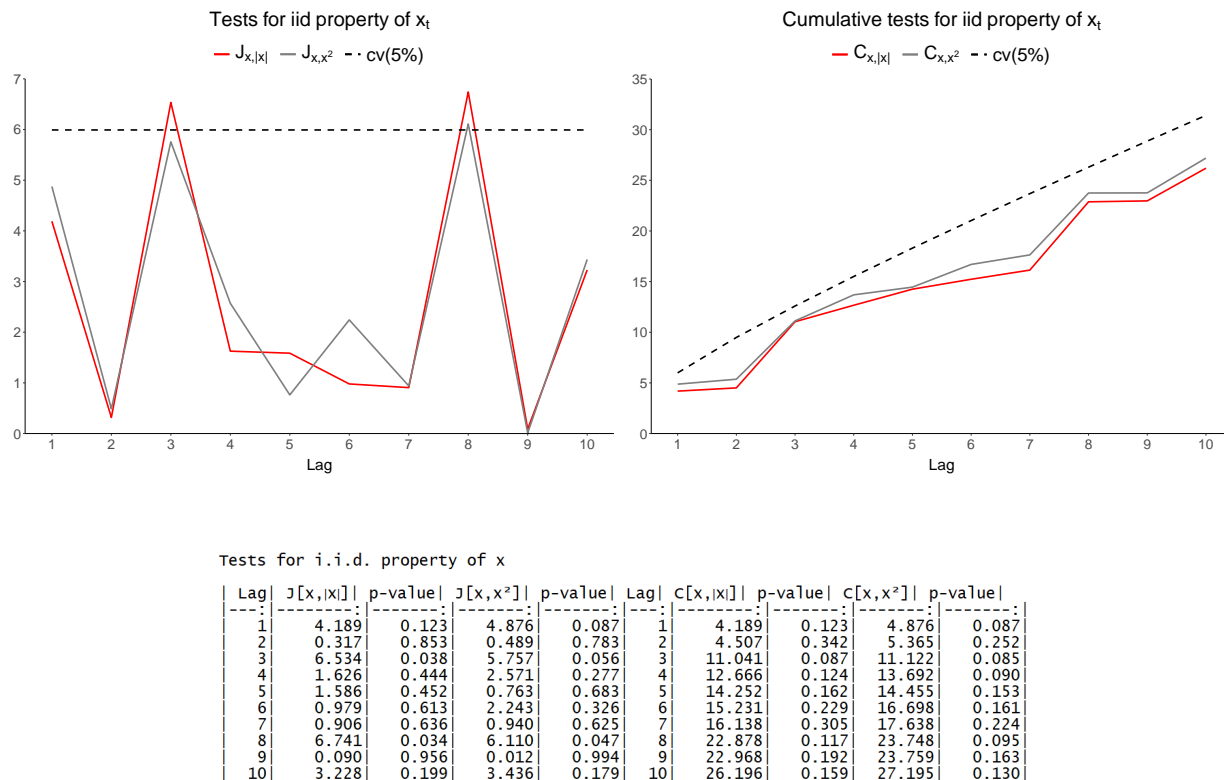 Tests for iid property of xₜ
J x,|x| J x,x² cv(5%)
7
6
5
4
3
2
1
0
1 2 3 4 5 6 7 8 9 10
Lag
Cumulative tests for iid property of xₜ
C x,|x| C x,x² cv(5%)
35
30
25
20
15
10
5
0
1 2 3 4 5 6 7 8 9 10
Lag
Tests for i.i.d. property of x
| Lag| J[x,|x|]| p-value| J[x,x²]| p-value| Lag| C[x,|x|]| p-value| C[x,x²]| p-value|
|---:|--------:|-------:|-------:|-------:|---:|--------:|-------:|-------:|-------:|
| 1| 4.189| 0.123| 4.876| 0.087| 1| 4.189| 0.123| 4.876| 0.087|
| 2| 0.317| 0.853| 0.489| 0.783| 2| 4.507| 0.342| 5.365| 0.252|
| 3| 6.534| 0.038| 5.757| 0.056| 3| 11.041| 0.087| 11.122| 0.085|
| 4| 1.626| 0.444| 2.571| 0.277| 4| 12.666| 0.124| 13.692| 0.090|
| 5| 1.586| 0.452| 0.763| 0.683| 5| 14.252| 0.162| 14.455| 0.153|
| 6| 0.979| 0.613| 2.243| 0.326| 6| 15.231| 0.229| 16.698| 0.161|
| 7| 0.906| 0.636| 0.940| 0.625| 7| 16.138| 0.305| 17.638| 0.224|
| 8| 6.741| 0.034| 6.110| 0.047| 8| 22.878| 0.117| 23.748| 0.095|
| 9| 0.090| 0.956| 0.012| 0.994| 9| 22.968| 0.192| 23.759| 0.163|
| 10| 3.228| 0.199| 3.436| 0.179| 10| 26.196| 0.159| 27.195| 0.130|